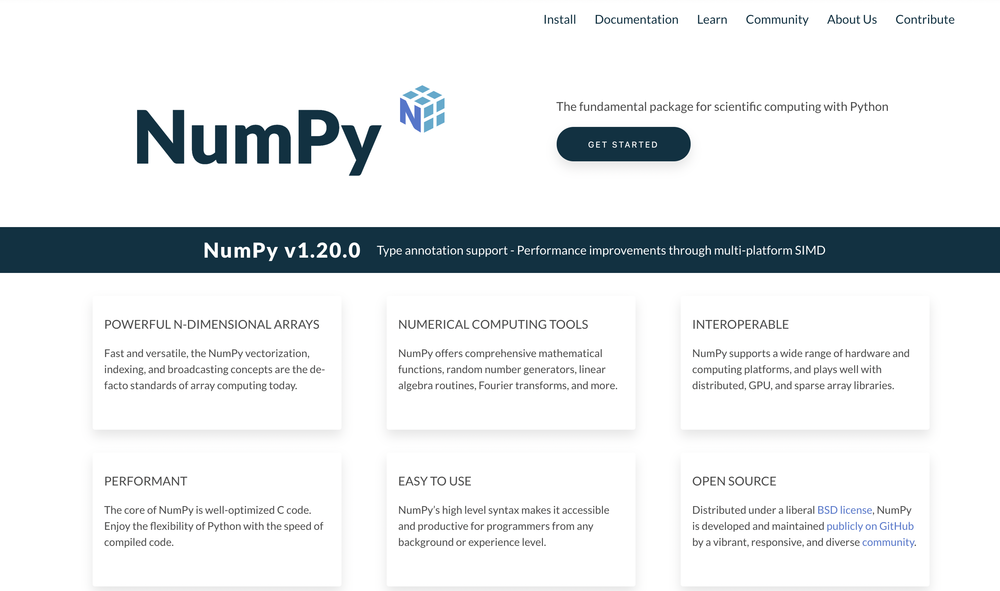 Install Documentation Learn Community About Us Contribute
NumPy
The fundamental package for scientific computing with Python
GET STARTED
NumPy v1.20.0 Type annotation support - Performance improvements through multi-platform SIMD
POWERFUL N-DIMENSIONAL ARRAYS
Fast and versatile, the NumPy vectorization,
indexing, and broadcasting concepts are the de-
facto standards of array computing today.
NUMERICAL COMPUTING TOOLS
NumPy offers comprehensive mathematical
functions, random number generators, linear
algebra routines, Fourier transforms, and more.
INTEROPERABLE
NumPy supports a wide range of hardware and
computing platforms, and plays well with
distributed, GPU, and sparse array libraries.
PERFORMANT
The core of NumPy is well-optimized C code.
Enjoy the flexibility of Python with the speed of
compiled code.
EASY TO USE
NumPy’s high level syntax makes it accessible
and productive for programmers from any
background or experience level.
OPEN SOURCE
Distributed under a liberal BSD license, NumPy
is developed and maintained publicly on GitHub
by a vibrant, responsive, and diverse community.